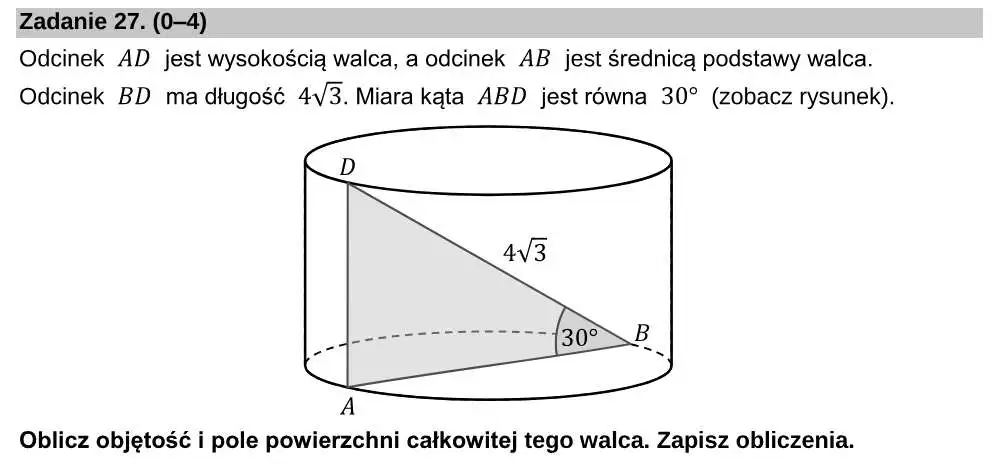 Zadanie 27. (0–4)
Odcinek AD jest wysokością walca, a odcinek AB jest średnicą podstawy walca.
Odcinek BD ma długość 4√3. Miara kąta ABD jest równa 30° (zobacz rysunek).
D
4√3
30°
B
A
Oblicz objętość i pole powierzchni całkowitej tego walca. Zapisz obliczenia.